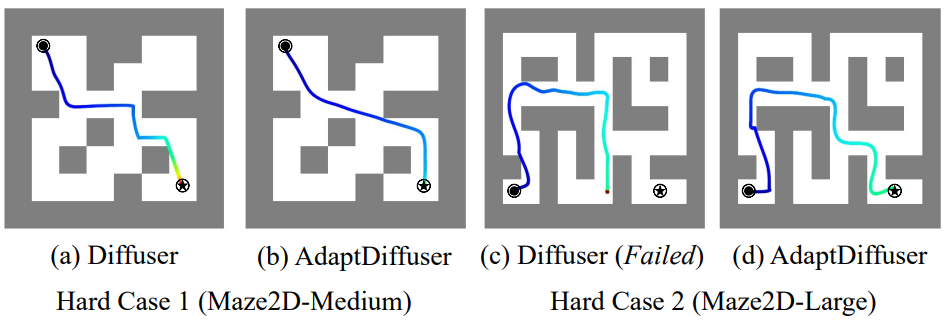 (a) Diffuser (b) AdaptDiffuser (c) Diffuser (Failed) (d) AdaptDiffuser
Hard Case 1 (Maze2D-Medium) Hard Case 2 (Maze2D-Large)